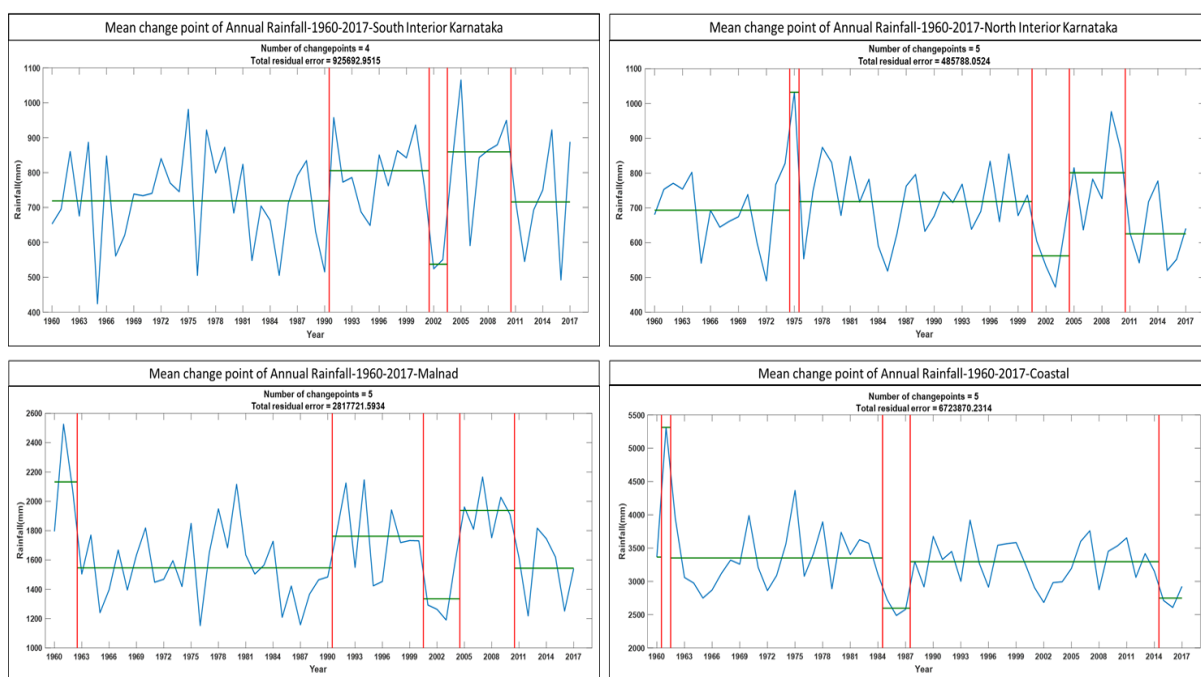 Mean change point of Annual Rainfall-1960-2017-South Interior Karnataka
Number of changepoints = 4
Total residual error = 925692.9515
1100
1000
900
800
700
600
500
400
Rainfall(mm)
1960 1963 1966 1969 1972 1975 1978 1981 1984 1987 1990 1993 1996 1999 2002 2005 2008 2011 2014 2017
Year
Mean change point of Annual Rainfall-1960-2017-North Interior Karnataka
Number of changepoints = 5
Total residual error = 485788.0524
1100
1000
900
800
700
600
500
400
Rainfall(mm)
1960 1963 1966 1969 1972 1975 1978 1981 1984 1987 1990 1993 1996 1999 2002 2005 2008 2011 2014 2017
Year
Mean change point of Annual Rainfall-1960-2017-Malnad
Number of changepoints = 5
Total residual error = 2817721.5934
2600
2400
2200
2000
1800
1600
1400
1200
1000
Rainfall(mm)
1960 1963 1966 1969 1972 1975 1978 1981 1984 1987 1990 1993 1996 1999 2002 2005 2008 2011 2014 2017
Year
Mean change point of Annual Rainfall-1960-2017-Coastal
Number of changepoints = 5
Total residual error = 6723870.2314
5500
5000
4500
4000
3500
3000
2500
2000
Rainfall(mm)
1960 1963 1966 1969 1972 1975 1978 1981 1984 1987 1990 1993 1996 1999 2002 2005 2008 2011 2014 2017
Year